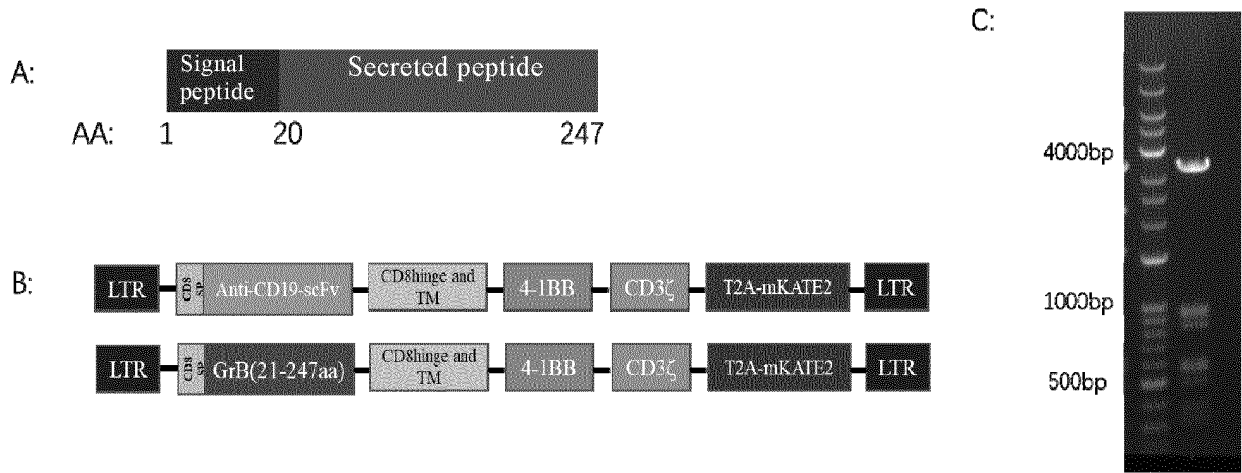 A:
Signal
peptide
Secreted peptide
AA: 1 20 247
B:
LTR CD8 SP Anti-CD19-scFv CD8hinge and TM 4-1BB CD3ζ T2A-mKATE2 LTR
LTR CD8 SP GrB(21-247aa) CD8hinge and TM 4-1BB CD3ζ T2A-mKATE2 LTR
C:
4000bp
1000bp
500bp